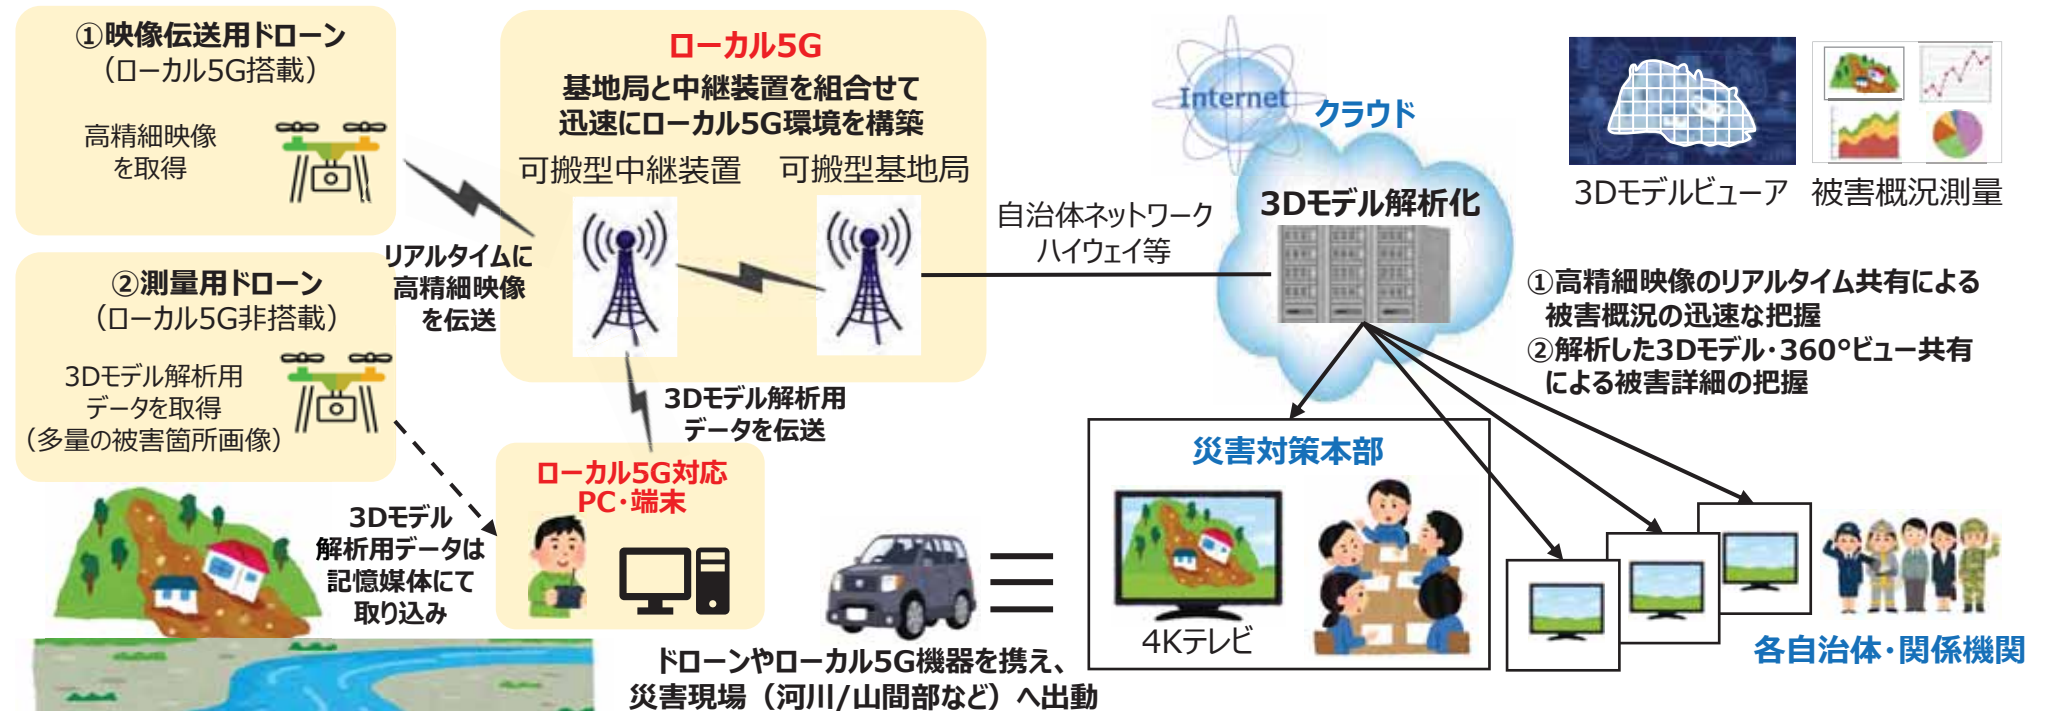 ①映像伝送用ドローン
（ローカル5G搭載）
高精細映像
を取得
②測量用ドローン
（ローカル5G非搭載）
3Dモデル解析用
データを取得
（多量の被害箇所画像）
リアルタイムに
高精細映像
を伝送
ローカル5G
基地局と中継装置を組合せて
迅速にローカル5G環境を構築
可搬型中継装置
可搬型基地局
3Dモデル解析用
データを伝送
ローカル5G対応
PC・端末
3Dモデル
解析用データは
記憶媒体にて
取り込み
ドローンやローカル5G機器を携え、
災害現場（河川/山間部など）へ出動
自治体ネットワーク
ハイウェイ等
Internet
クラウド
3Dモデル解析化
3Dモデルビューア
被害概況測量
①高精細映像のリアルタイム共有による
被害概況の迅速な把握
②解析した3Dモデル・360°ビュー共有
による被害詳細の把握
災害対策本部
4Kテレビ
各自治体・関係機関